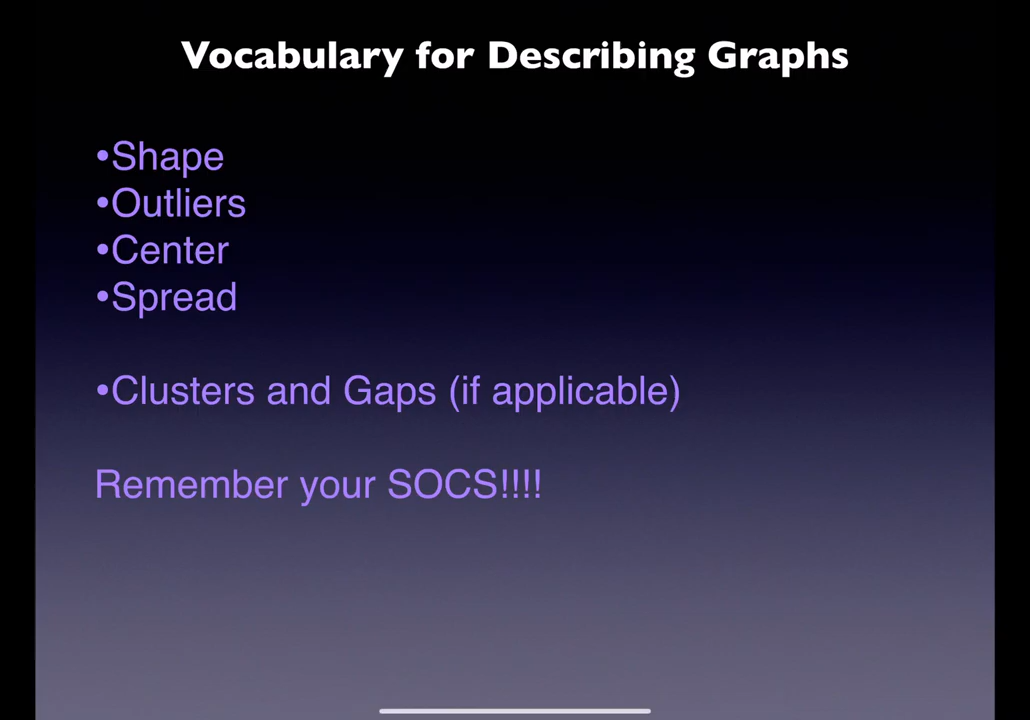 Vocabulary for Describing Graphs
•Shape
•Outliers
•Center
•Spread
•Clusters and Gaps (if applicable)
Remember your SOCS!!!!